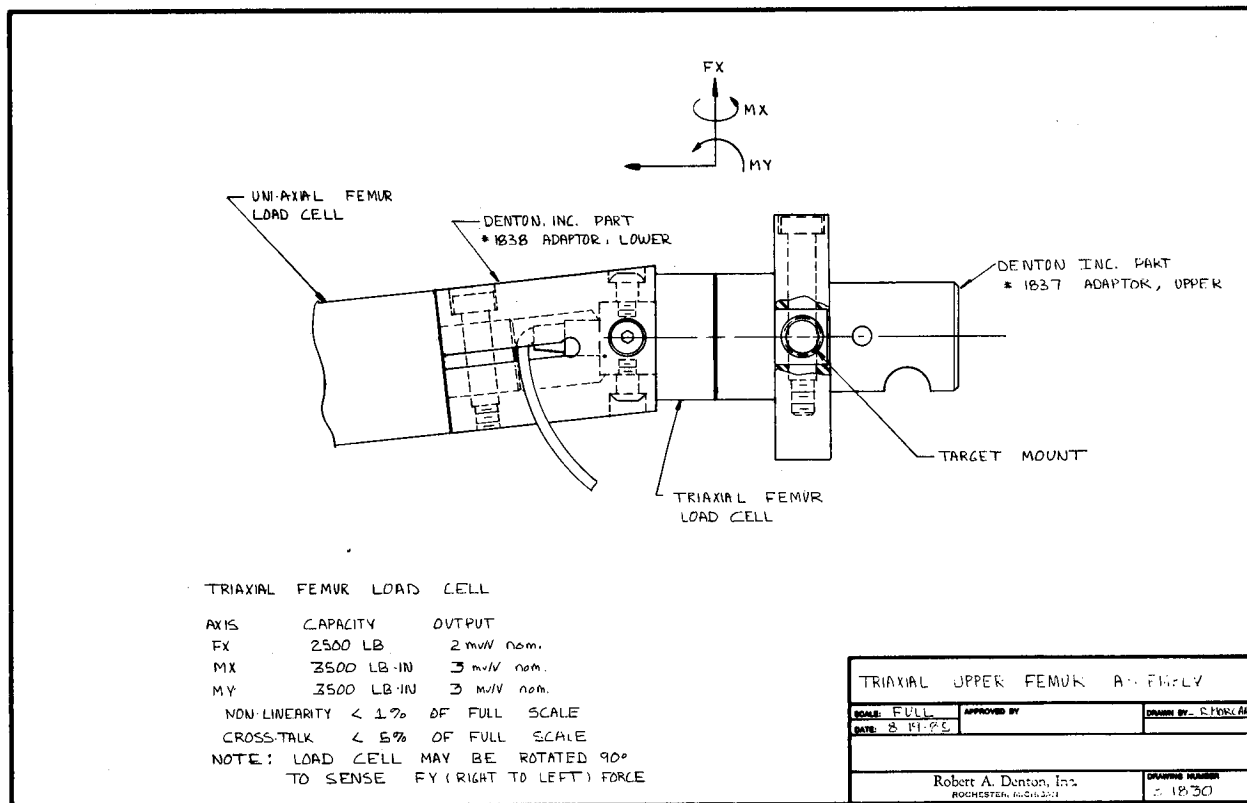 FX
MX
MY
UNI-AXIAL FEMUR
LOAD CELL
DENTON. INC. PART
# 1838 ADAPTOR, LOWER
DENTON INC. PART
# 1837 ADAPTOR, UPPER
TARGET MOUNT
TRIAXIAL FEMUR
LOAD CELL
TRIAXIAL FEMUR LOAD CELL
AXIS CAPACITY OUTPUT
FX 2500 LB 2 mv/V nom.
MX 3500 LB-IN 3 mv/V nom.
MY 3500 LB-IN 3 mv/V nom.
NON-LINEARITY < 1% OF FULL SCALE
CROSS-TALK < 5% OF FULL SCALE
NOTE: LOAD CELL MAY BE ROTATED 90°
TO SENSE FY (RIGHT TO LEFT) FORCE
TRIAXIAL UPPER FEMUR
SCALE: FULL APPROVED BY DRAWN BY
DATE:
Robert A. Denton, Inc.
ROCHESTER, MICHIGAN
DRAWING NUMBER
1830